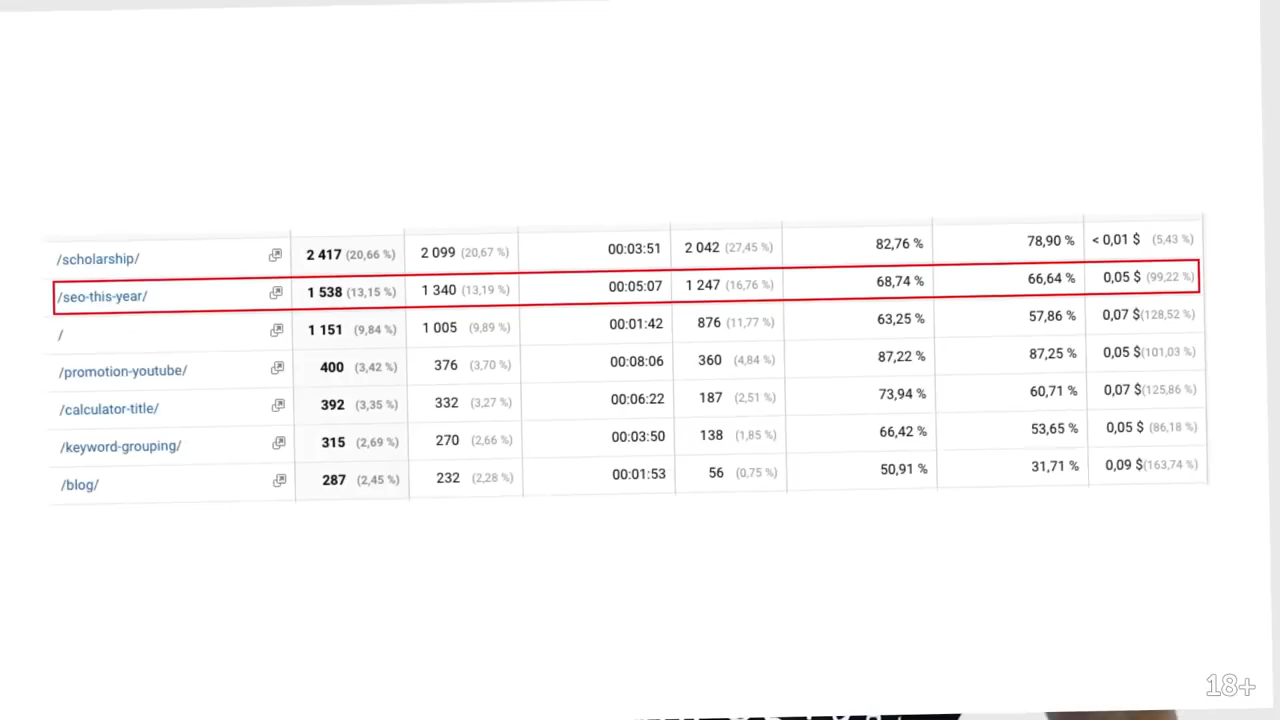 /scholarship/ 2 417 (20,66 %) 2 099 (20,67 %) 00:03:51 2 042 (27,45 %) 82,76 % 78,90 % < 0,01 $ (5,43 %)
/seo-this-year/ 1 538 (13,15 %) 1 340 (13,19 %) 00:05:07 1 247 (16,76 %) 68,74 % 66,64 % 0,05 $ (99,22 %)
/ 1 151 (9,84 %) 1 005 (9,89 %) 00:01:42 876 (11,77 %) 63,25 % 57,86 % 0,07 $(128,52 %)
/promotion-youtube/ 400 (3,42 %) 376 (3,70 %) 00:08:06 360 (4,84 %) 87,22 % 87,25 % 0,05 $(101,03 %)
/calculator-title/ 392 (3,35 %) 332 (3,27 %) 00:06:22 187 (2,51 %) 73,94 % 60,71 % 0,07 $(125,86 %)
/keyword-grouping/ 315 (2,69 %) 270 (2,66 %) 00:03:50 138 (1,85 %) 66,42 % 53,65 % 0,05 $ (86,18 %)
/blog/ 287 (2,45 %) 232 (2,28 %) 00:01:53 56 (0,75 %) 50,91 % 31,71 % 0,09 $(163,74 %)
18+